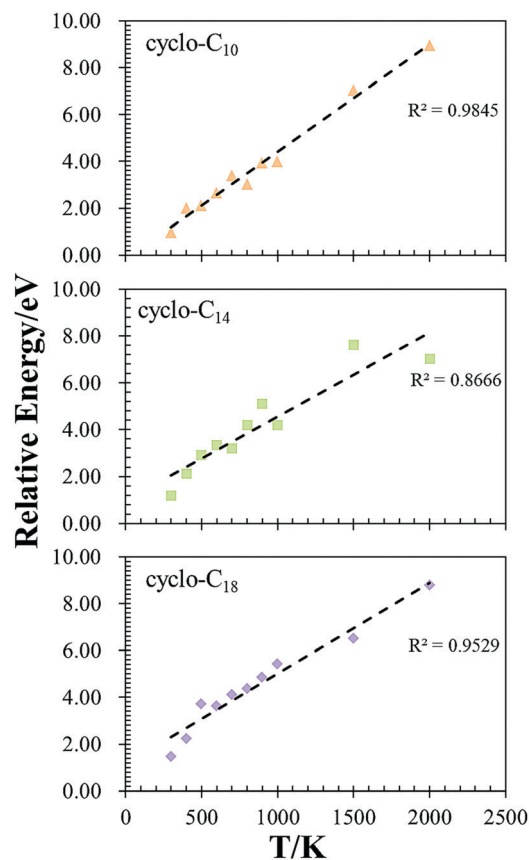 cyclo-C₁₀
10.00
8.00
6.00
4.00
2.00
0.00
R² = 0.9845
cyclo-C₁₄
10.00
8.00
6.00
4.00
2.00
0.00
R² = 0.8666
Relative Energy/eV
cyclo-C₁₈
10.00
8.00
6.00
4.00
2.00
0.00
R² = 0.9529
0 500 1000 1500 2000 2500
T/K